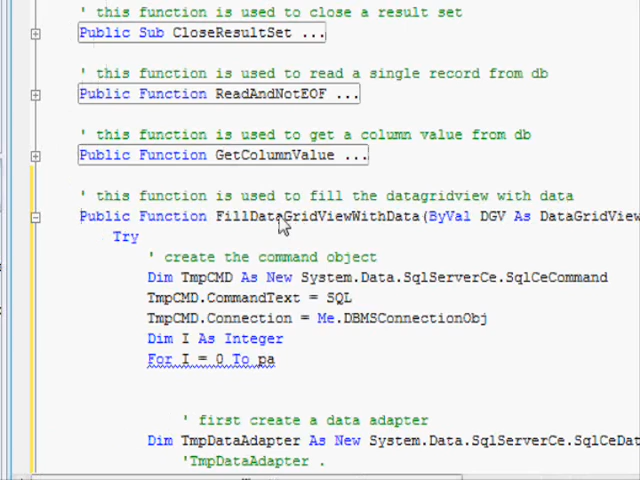 ' this function is used to close a result set
Public Sub CloseResultSet ...
' this function is used to read a single record from db
Public Function ReadAndNotEOF ...
' this function is used to get a column value from db
Public Function GetColumnValue ...
' this function is used to fill the datagridview with data
Public Function FillDataGridViewWithData(ByVal DGV As DataGridView
Try
' create the command object
Dim TmpCMD As New System.Data.SqlServerCe.SqlCeCommand
TmpCMD.CommandText = SQL
TmpCMD.Connection = Me.DBMSConnectionObj
Dim I As Integer
For I = 0 To pa
' first create a data adapter
Dim TmpDataAdapter As New System.Data.SqlServerCe.SqlCeDat
'TmpDataAdapter .